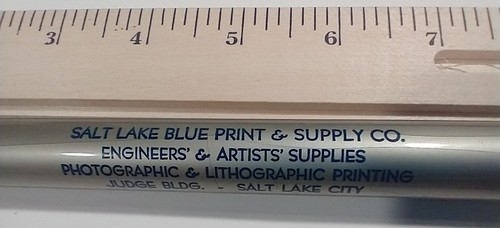 3 4 5 6 7
SALT LAKE BLUE PRINT & SUPPLY CO.
ENGINEERS' & ARTISTS' SUPPLIES
PHOTOGRAPHIC & LITHOGRAPHIC PRINTING
JUDGE BLDG. - SALT LAKE CITY